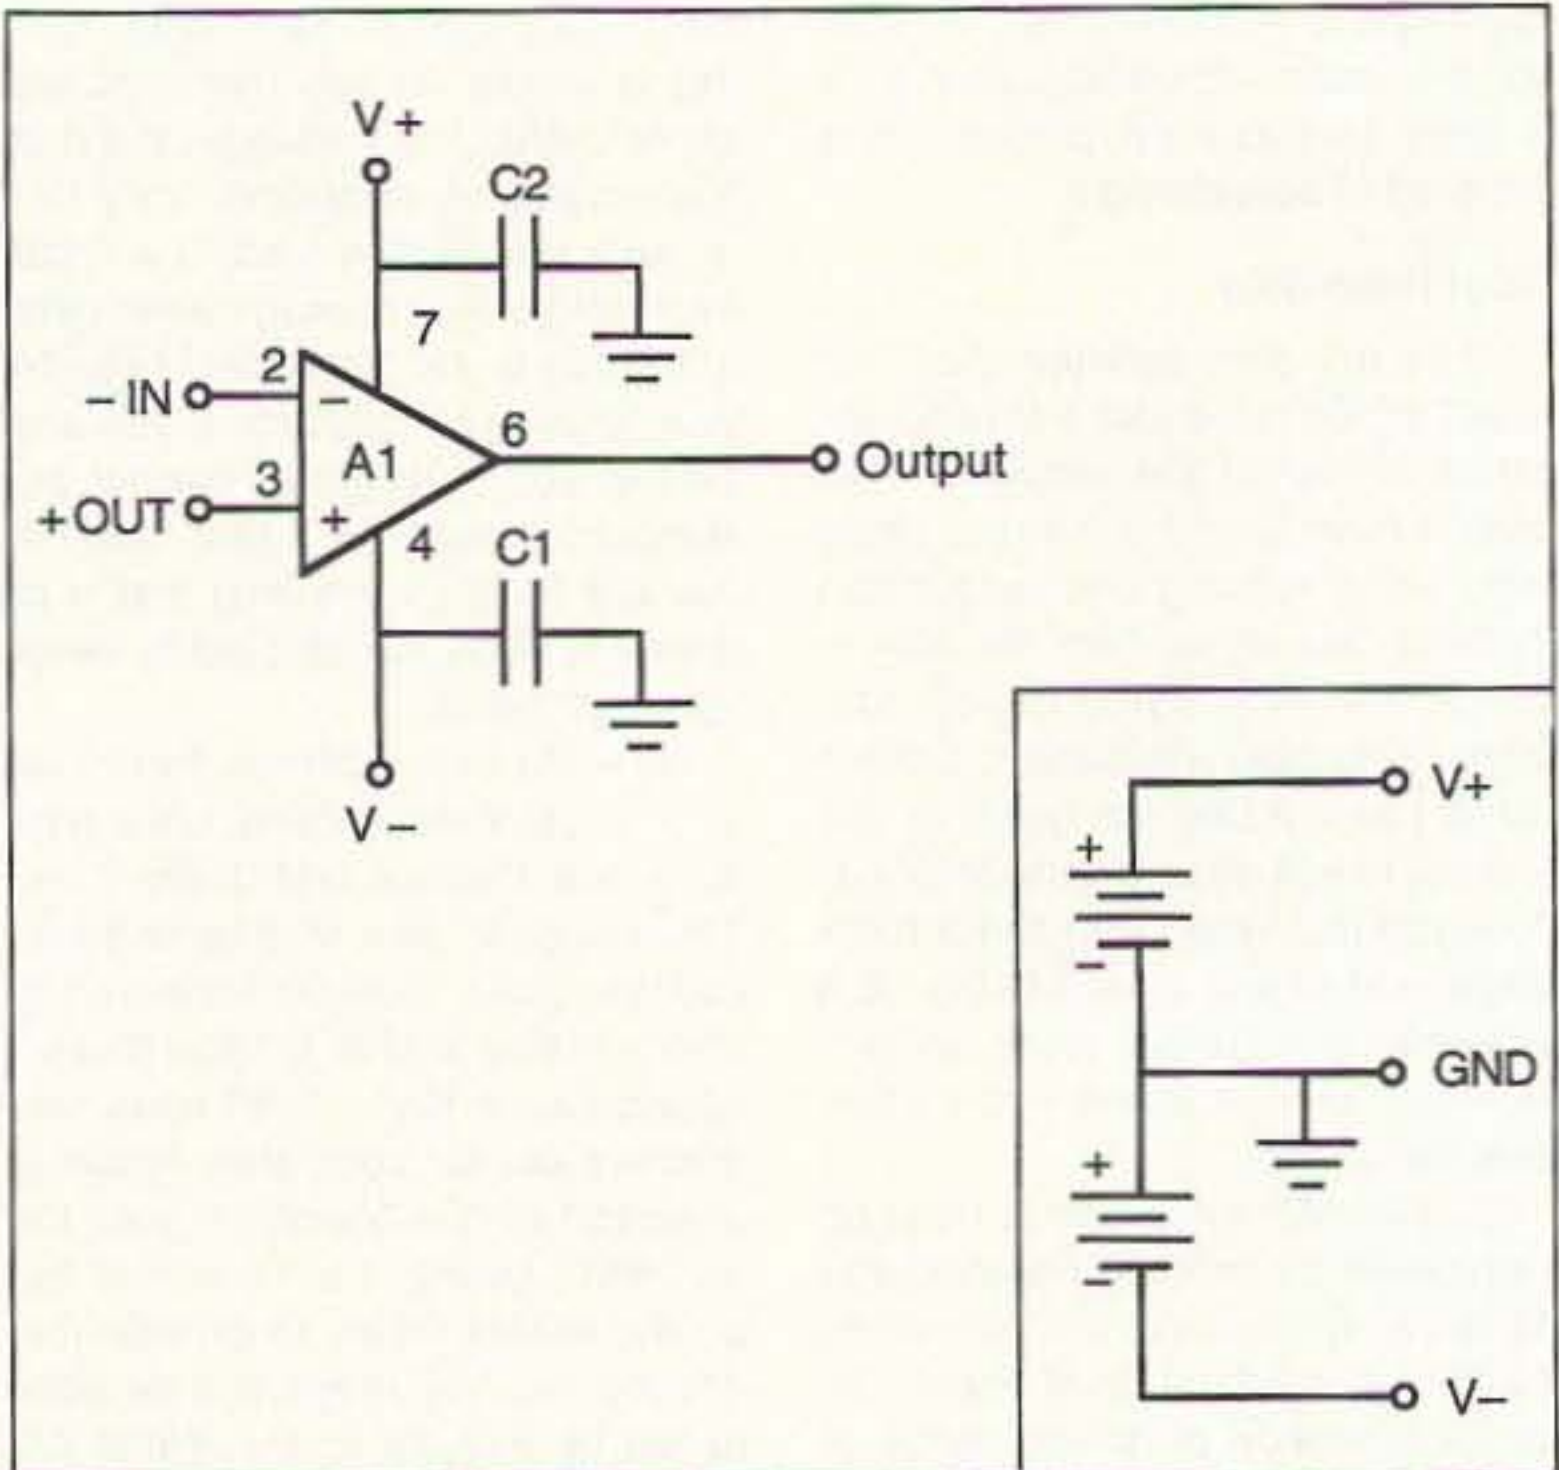 V+
C2
7
2
– IN
–
6
A1
Output
3
+OUT
+
4
C1
V–
V+
+
–
GND
+
–
V–